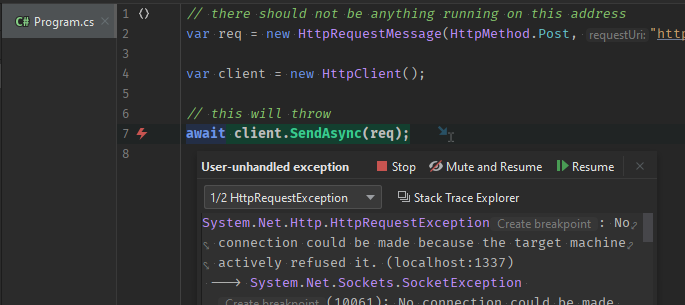 C# Program.cs ×
1 <> // there should not be anything running on this address
2 var req = new HttpRequestMessage(HttpMethod.Post, requestUri: "http
3
4 var client = new HttpClient();
5
6 // this will throw
7 await client.SendAsync(req);
8
User-unhandled exception Stop Mute and Resume Resume ×
1/2 HttpRequestException Stack Trace Explorer
System.Net.Http.HttpRequestException Create breakpoint : No
connection could be made because the target machine
actively refused it. (localhost:1337)
---> System.Net.Sockets.SocketException
Create breakpoint (10061): No connection could be made